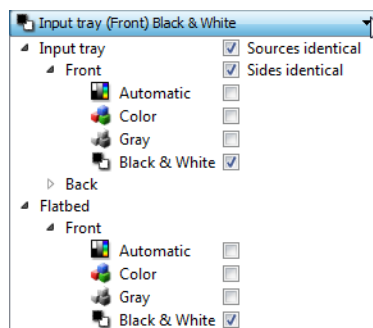 Input tray (Front) Black & White
Input tray Sources identical
Front Sides identical
Automatic
Color
Gray
Black & White
Back
Flatbed
Front
Automatic
Color
Gray
Black & White